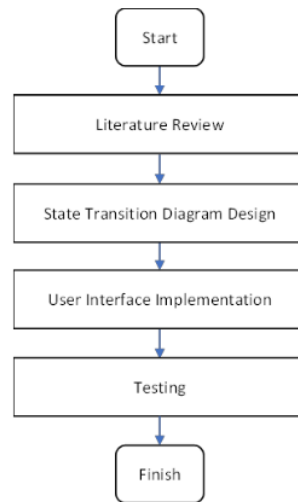 Start
Literature Review
State Transition Diagram Design
User Interface Implementation
Testing
Finish